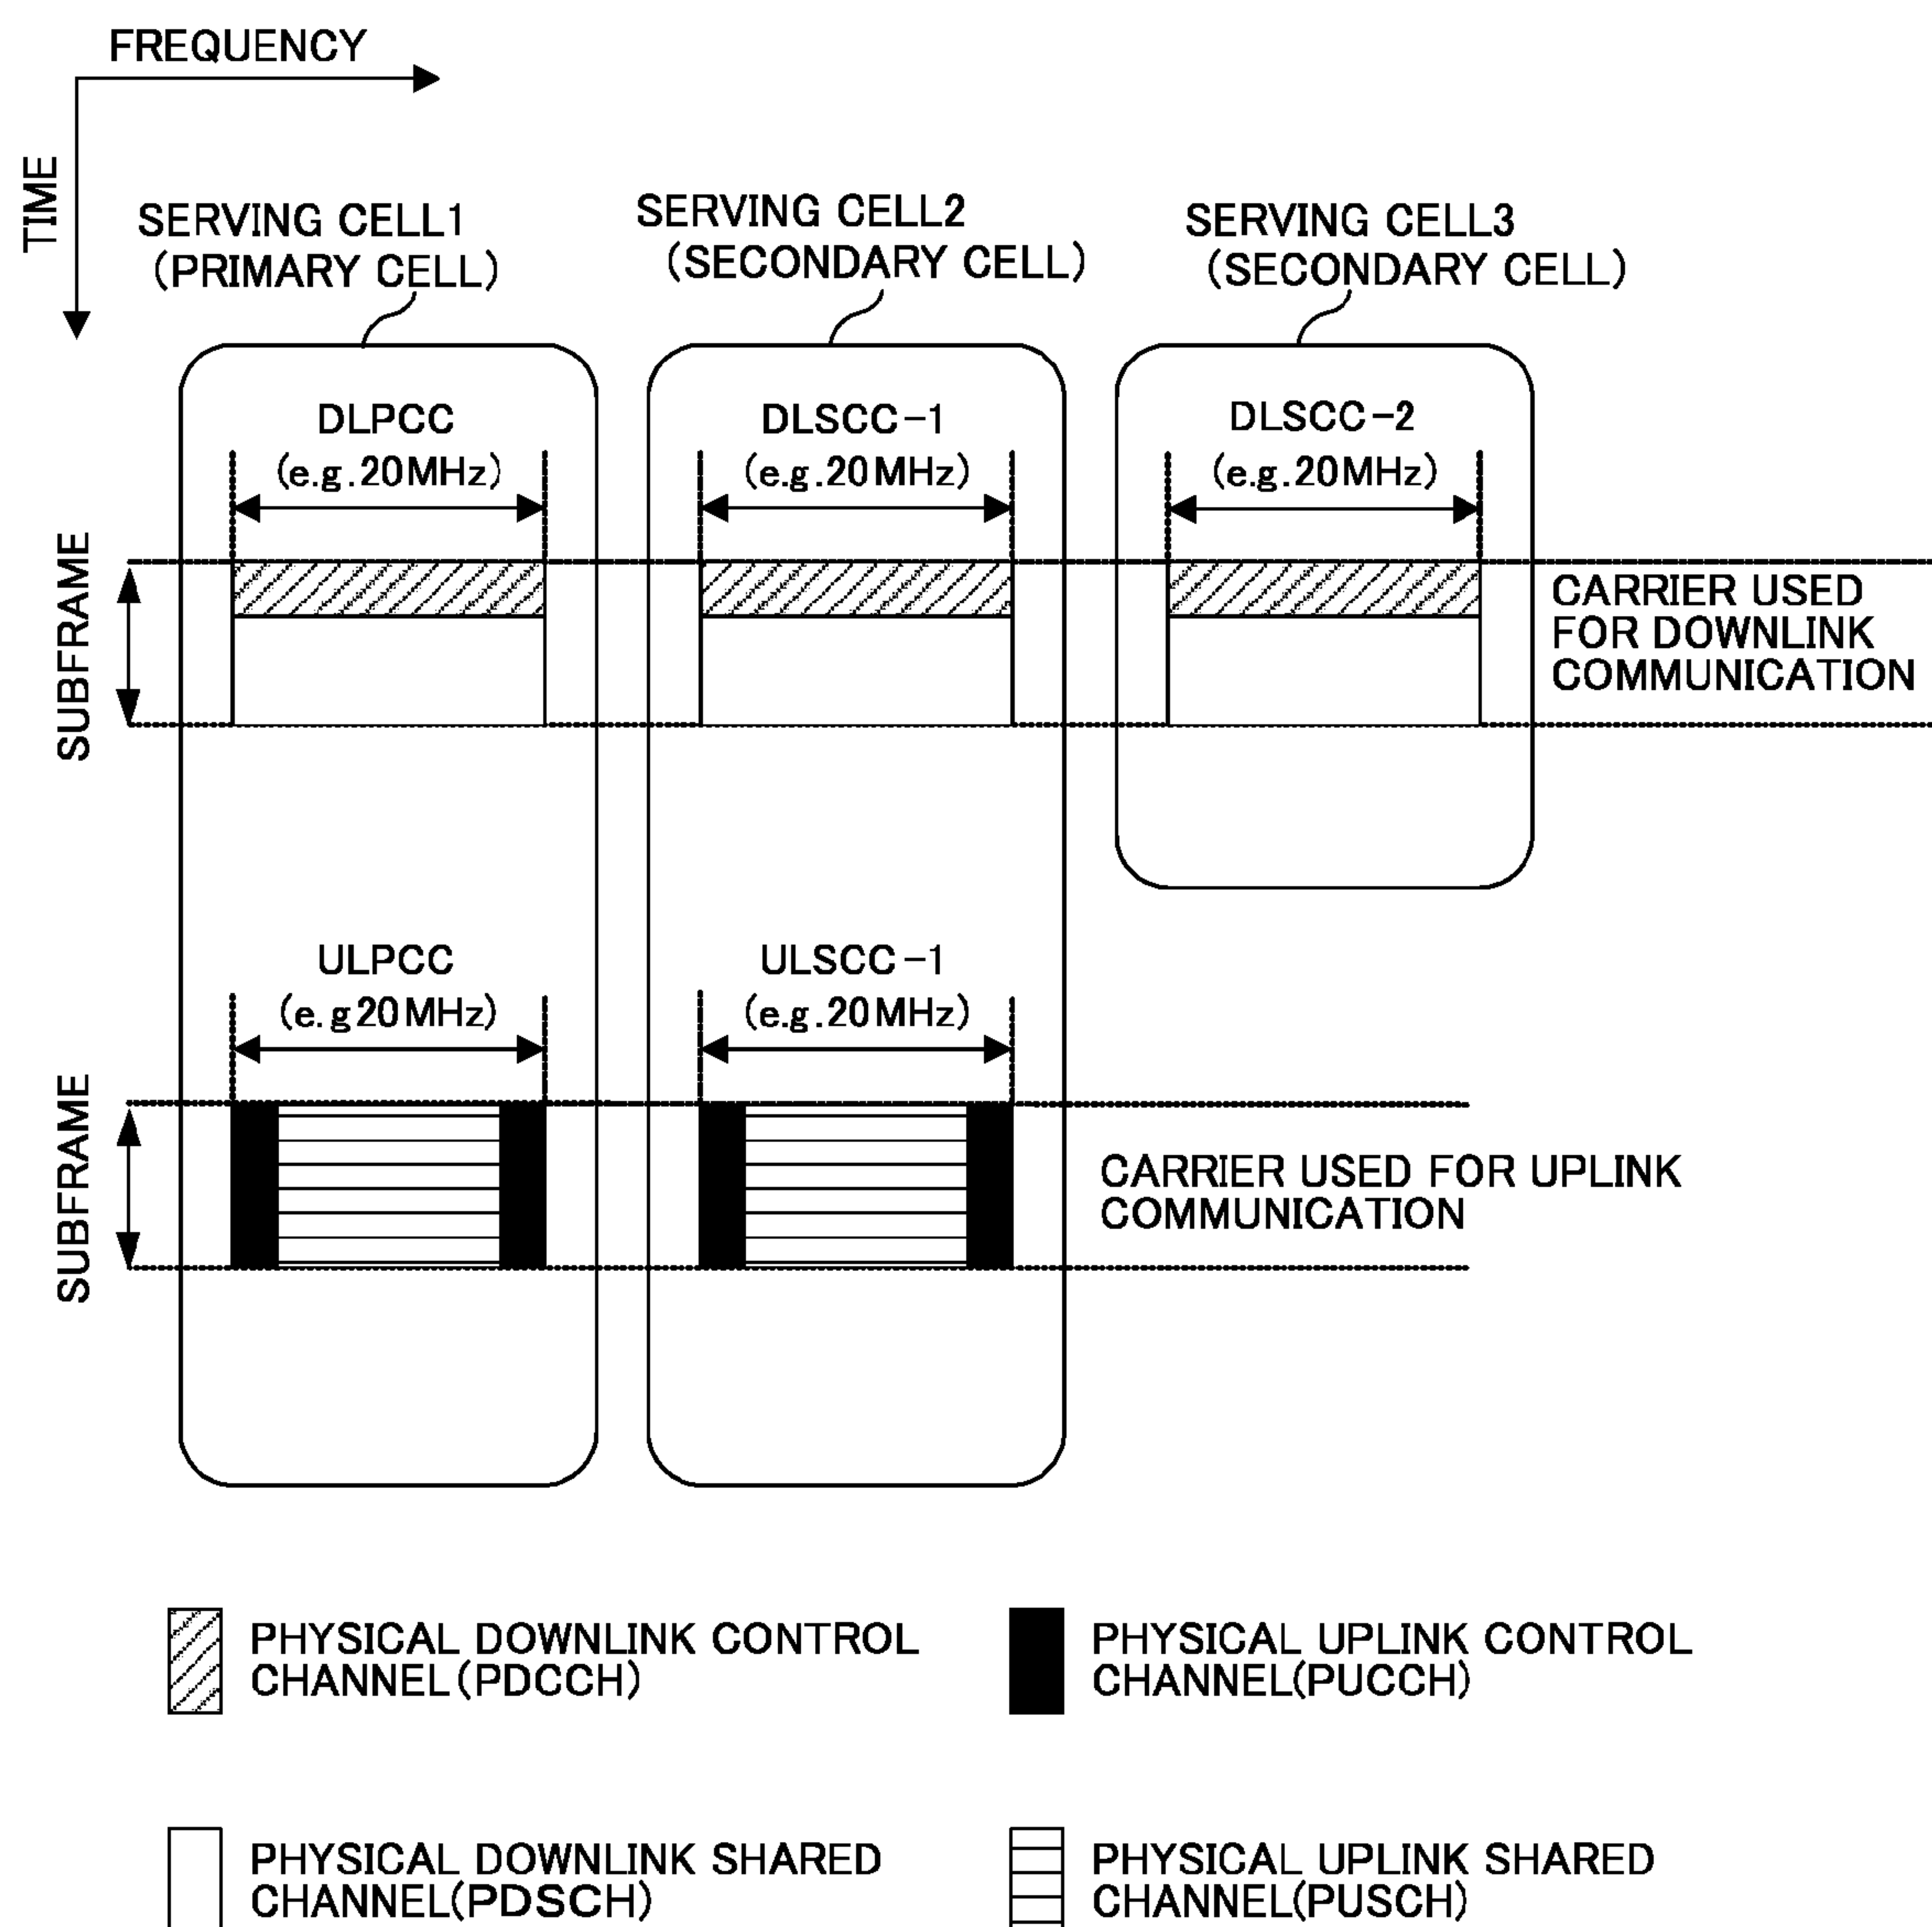 FREQUENCY
TIME
SERVING CELL1
(PRIMARY CELL)
SERVING CELL2
(SECONDARY CELL)
SERVING CELL3
(SECONDARY CELL)
DLPCC
(e.g.20MHz)
DLSCC-1
(e.g.20MHz)
DLSCC-2
(e.g.20MHz)
SUBFRAME
CARRIER USED
FOR DOWNLINK
COMMUNICATION
ULPCC
(e.g20MHz)
ULSCC-1
(e.g.20MHz)
SUBFRAME
CARRIER USED FOR UPLINK
COMMUNICATION
PHYSICAL DOWNLINK CONTROL
CHANNEL(PDCCH)
PHYSICAL UPLINK CONTROL
CHANNEL(PUCCH)
PHYSICAL DOWNLINK SHARED
CHANNEL(PDSCH)
PHYSICAL UPLINK SHARED
CHANNEL(PUSCH)